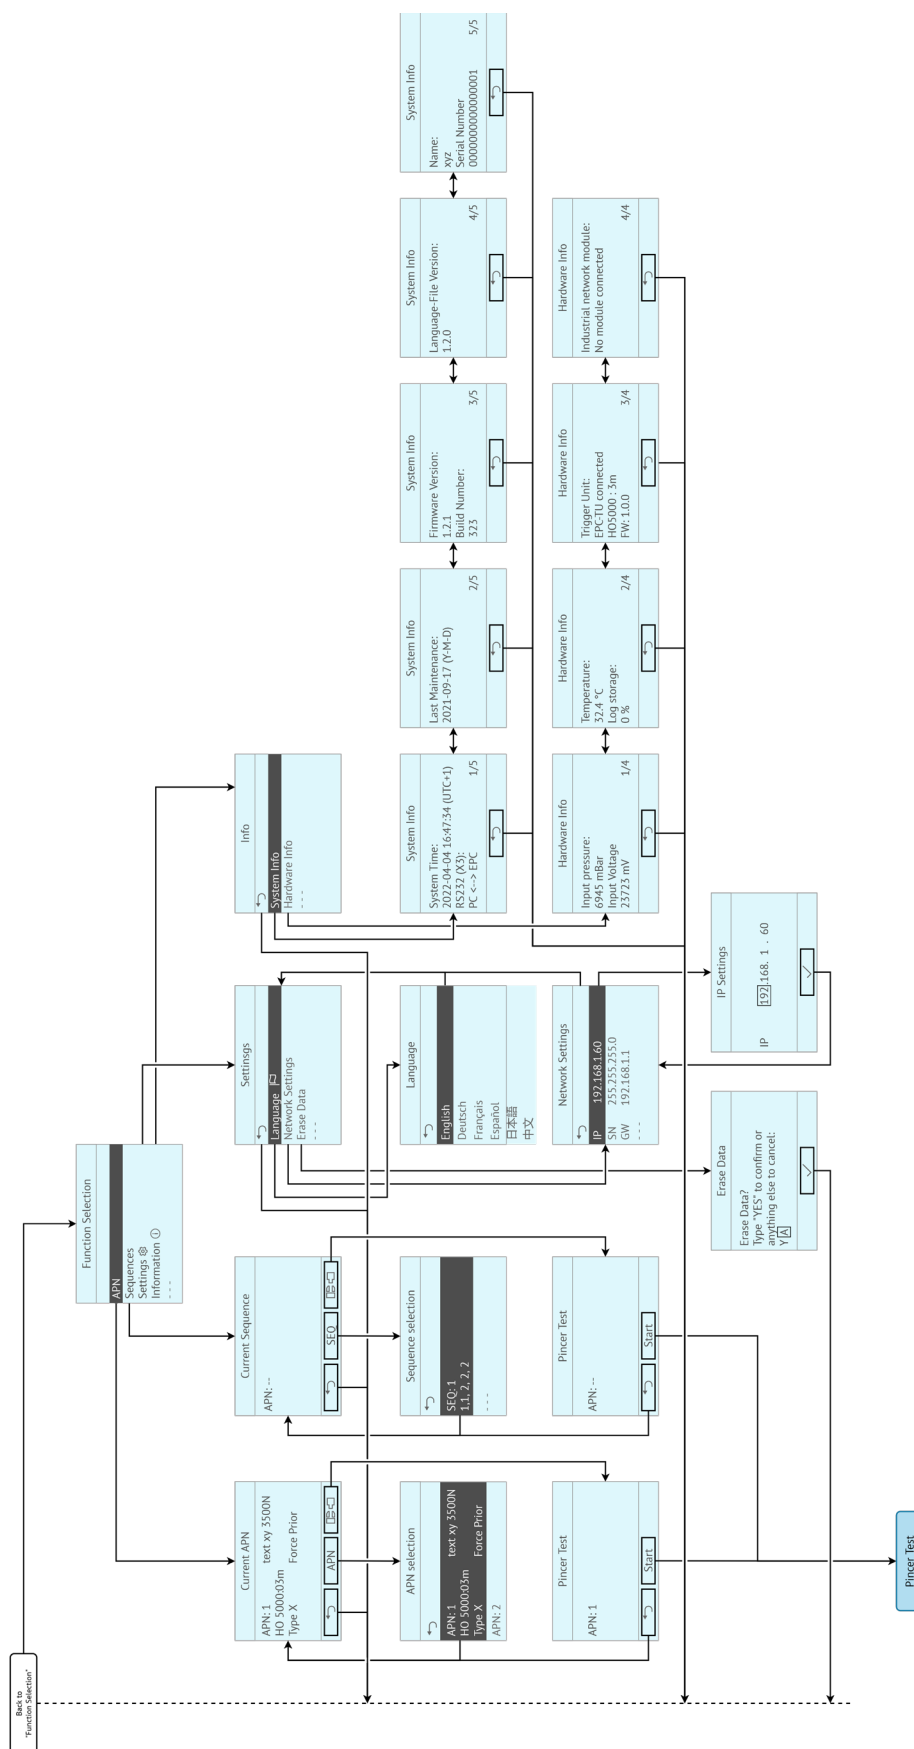 Back to
"Function Selection"
Function Selection
APN
Sequences
Settings
Information
- - -
Current APN
APN: 1 text xy 3500N
HO 5000:03m
Type X Force Prior
APN
APN selection
APN: 1 text xy 3500N
HO 5000:03m
Type X Force Prior
APN: 2
Pincer Test
APN: 1
Start
Current Sequence
APN: --
SEQ
Sequence selection
SEQ: 1
1,1, 2, 2, 2
- - -
Pincer Test
APN: --
Start
Pincer Test
Settinsgs
Language
Network Settings
Erase Data
- - -
Language
English
Deutsch
Français
Español
日本語
中文
Network Settings
IP 192.168.1.60
SN 255.255.255.0
GW 192.168.1.1
- - -
Erase Data
Erase Data?
Type "YES" to confirm or
anything else to cancel:
Y A
IP Settings
IP 192.168. 1 . 60
Info
System Info
Hardware Info
- - -
System Info
System Time:
2022-04-04 16:47:34 (UTC+1)
RS232 (X3):
PC <--> EPC
1/5
System Info
Last Maintenance:
2021-09-17 (Y-M-D)
2/5
System Info
Firmware Version:
1.2.1
Build Number:
323
3/5
System Info
Language-File Version:
1.2.0
4/5
System Info
Name:
xyz
Serial Number
0000000000000001
5/5
Hardware Info
Input pressure:
6945 mBar
Input Voltage
23723 mV
1/4
Hardware Info
Temperature:
32.4 °C
Log storage:
0 %
2/4
Hardware Info
Trigger Unit:
EPC-TU connected
HO5000 : 3m
FW: 1.0.0
3/4
Hardware Info
Industrial network module:
No module connected
4/4